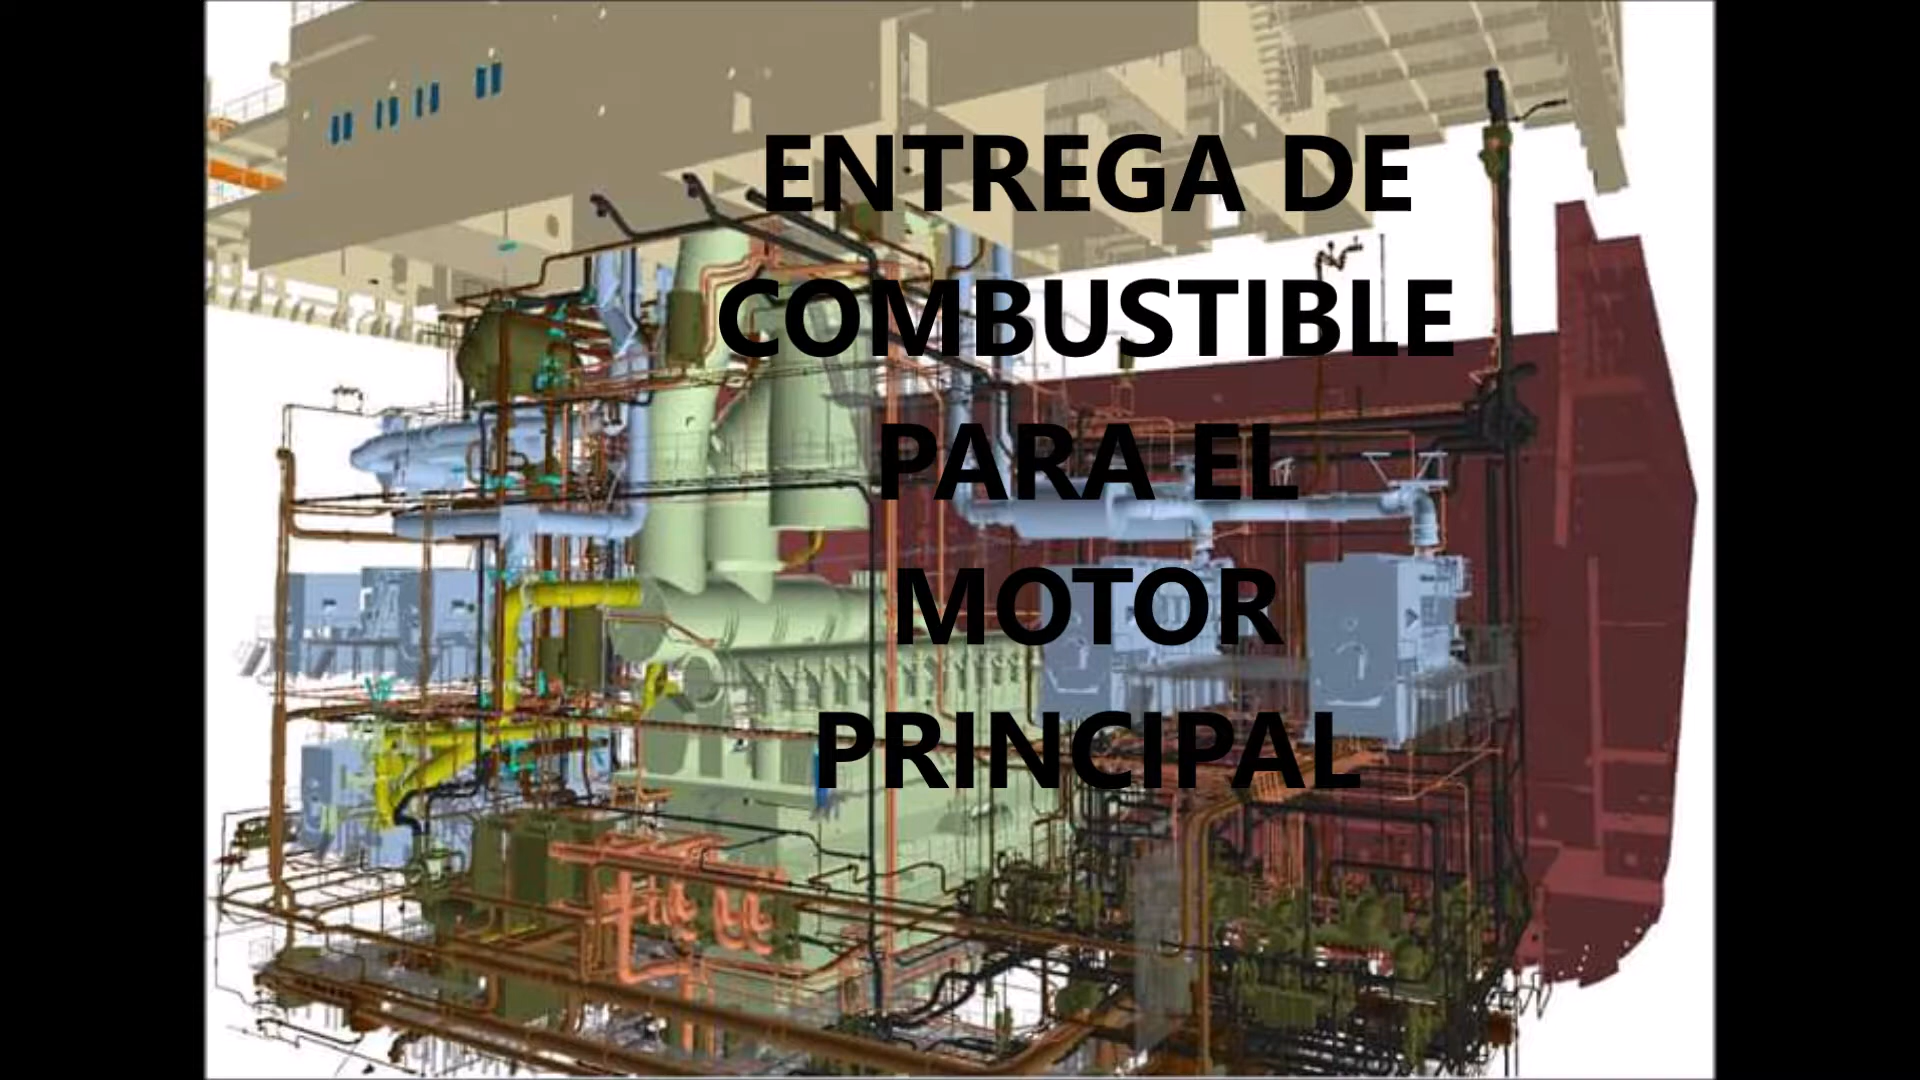 ENTREGA DE
COMBUSTIBLE
PARA EL
MOTOR
PRINCIPAL